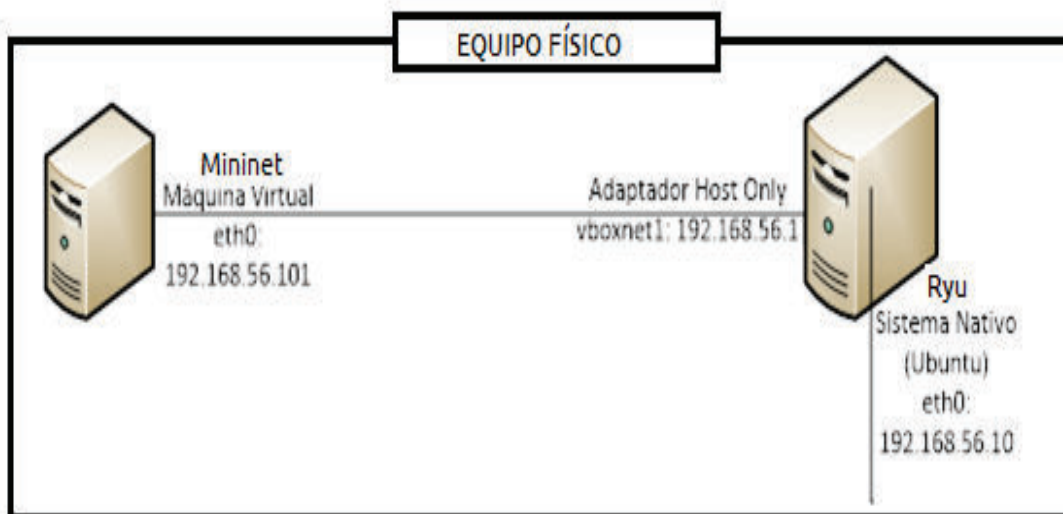 EQUIPO FÍSICO
Mininet
Máquina Virtual
eth0:
192.168.56.101
Adaptador Host Only
vboxnet1: 192.168.56.1
Ryu
Sistema Nativo
(Ubuntu)
eth0:
192.168.56.10